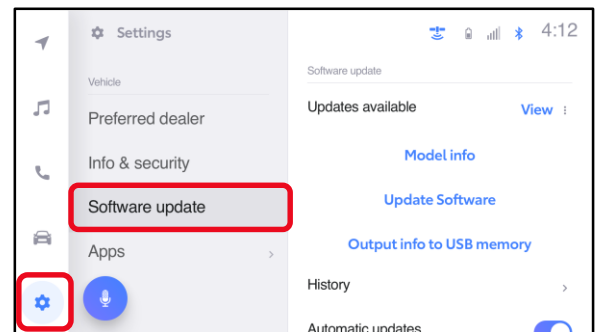 Settings
4:12
Vehicle
Preferred dealer
Info & security
Software update
Apps
Software update
Updates available
View
Model info
Update Software
Output info to USB memory
History
Automatic updates